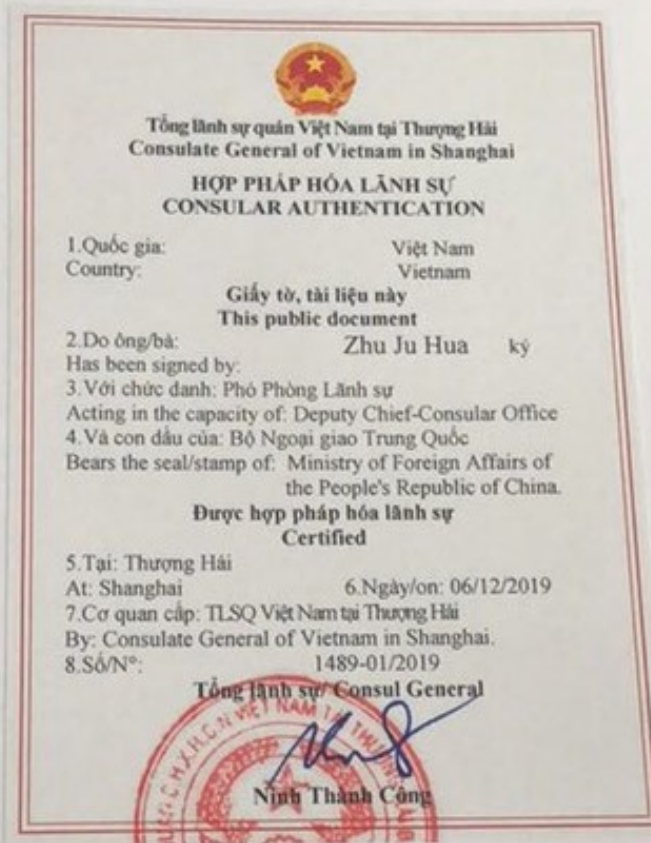 Tổng lãnh sự quán Việt Nam tại Thượng Hải
Consulate General of Vietnam in Shanghai
HỢP PHÁP HÓA LÃNH SỰ
CONSULAR AUTHENTICATION
1.Quốc gia: Việt Nam
Country: Vietnam
Giấy tờ, tài liệu này
This public document
2.Do ông/bà: Zhu Ju Hua ký
Has been signed by:
3.Với chức danh: Phó Phòng Lãnh sự
Acting in the capacity of: Deputy Chief-Consular Office
4.Và con dấu của: Bộ Ngoại giao Trung Quốc
Bears the seal/stamp of: Ministry of Foreign Affairs of
the People's Republic of China.
Được hợp pháp hóa lãnh sự
Certified
5.Tại: Thượng Hải
At: Shanghai 6.Ngày/on: 06/12/2019
7.Cơ quan cấp: TLSQ Việt Nam tại Thượng Hải
By: Consulate General of Vietnam in Shanghai.
8.Số/N°: 1489-01/2019
Tổng lãnh sự/ Consul General
C.H.X.H.C.N VIỆT NAM TẠI THƯỢNG
Ninh Thành Công